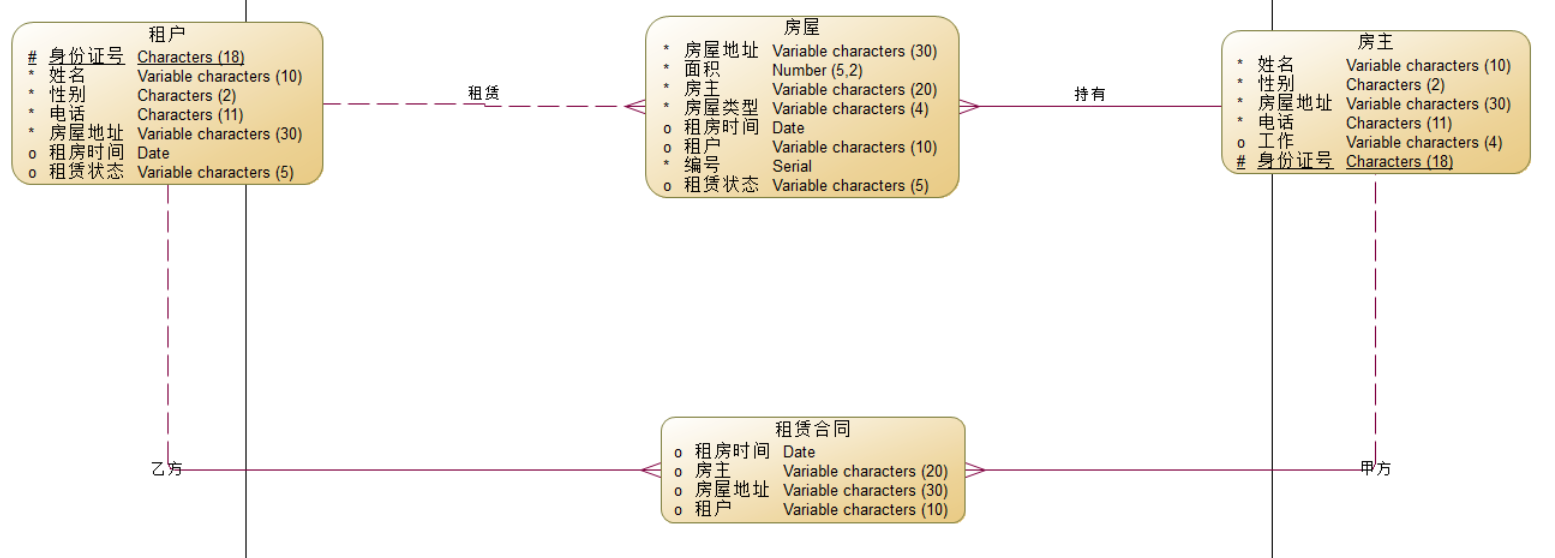 租户
# 身份证号 Characters (18)
* 姓名 Variable characters (10)
* 性别 Characters (2)
* 电话 Characters (11)
* 房屋地址 Variable characters (30)
o 租房时间 Date
o 租赁状态 Variable characters (5)
租赁
房屋
* 房屋地址 Variable characters (30)
* 面积 Number (5,2)
* 房主 Variable characters (20)
* 房屋类型 Variable characters (4)
o 租房时间 Date
o 租户 Variable characters (10)
* 编号 Serial
o 租赁状态 Variable characters (5)
持有
房主
* 姓名 Variable characters (10)
* 性别 Characters (2)
* 房屋地址 Variable characters (30)
* 电话 Characters (11)
o 工作 Variable characters (4)
# 身份证号 Characters (18)
乙方
租赁合同
o 租房时间 Date
o 房主 Variable characters (20)
o 房屋地址 Variable characters (30)
o 租户 Variable characters (10)
甲方